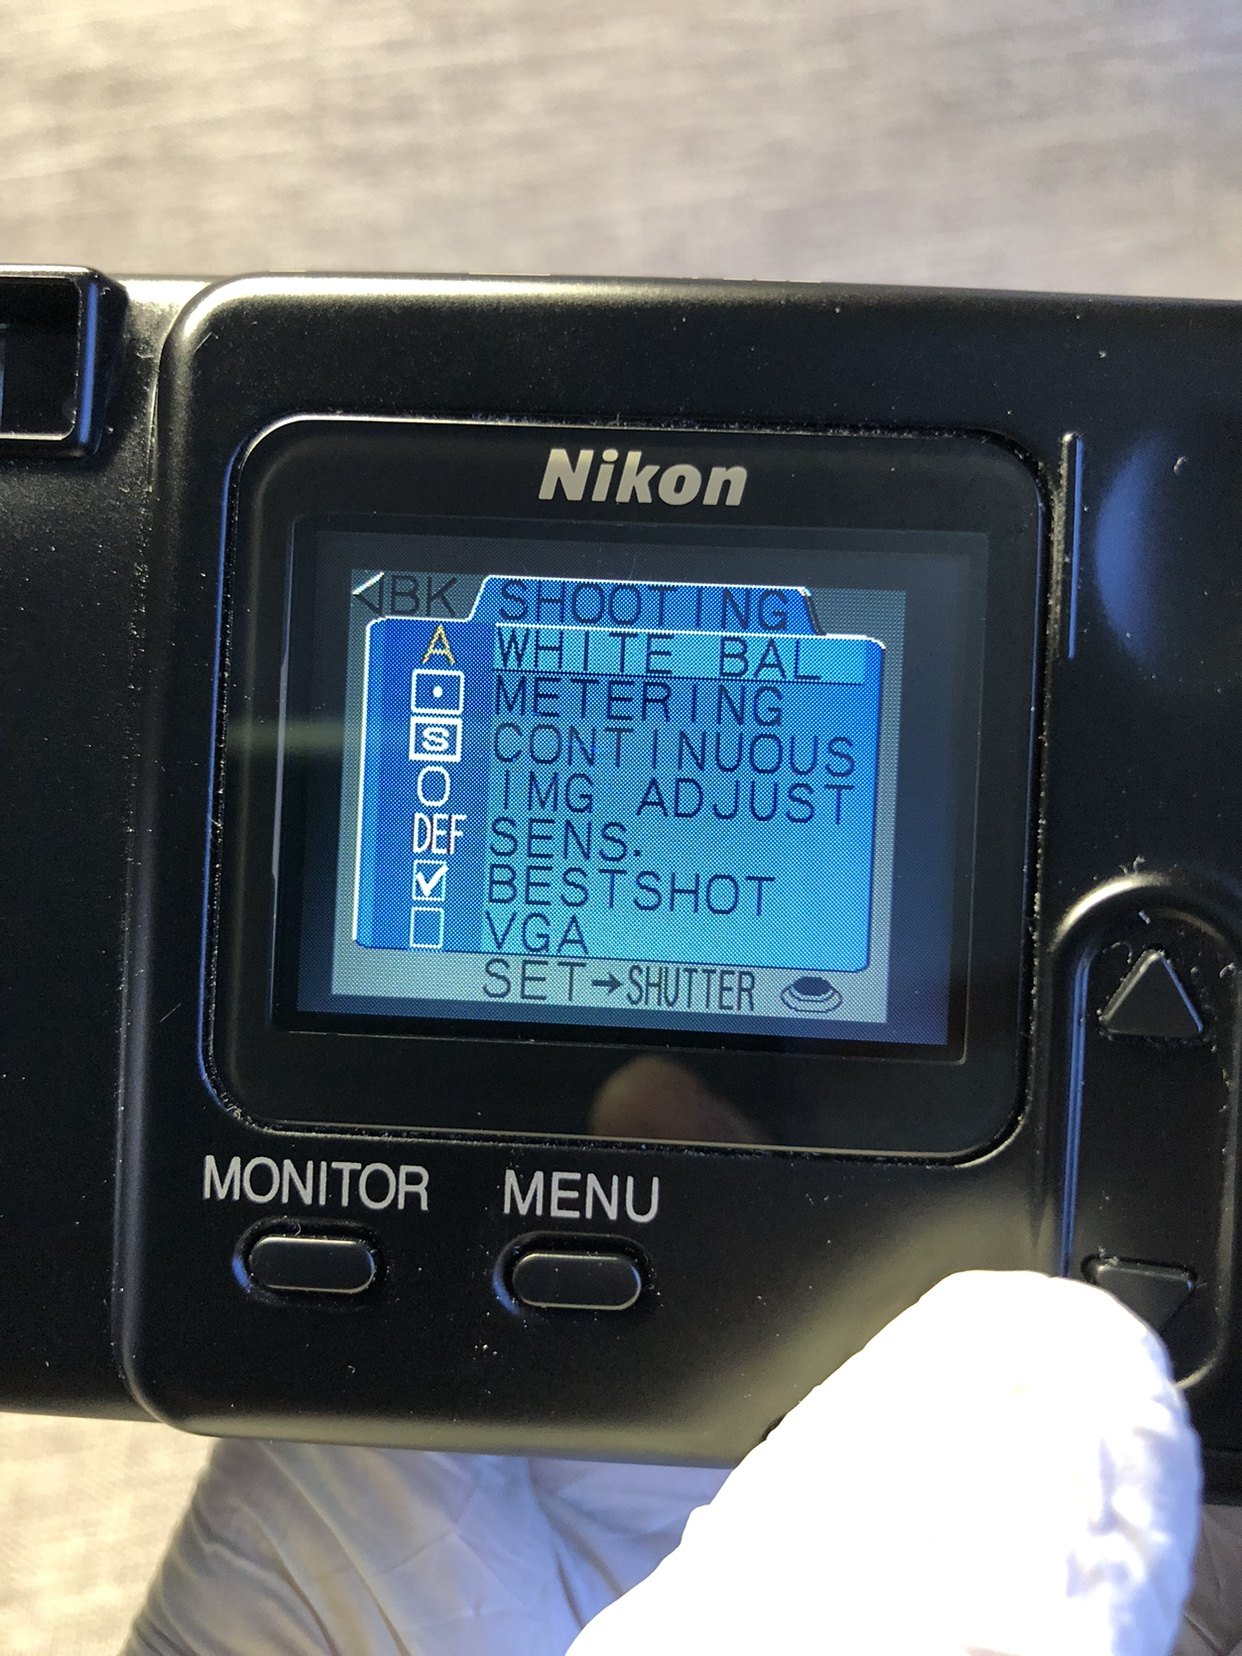 Nikon
◁BK SHOOTING
A WHITE BAL
METERING
S CONTINUOUS
O IMG ADJUST
DEF SENS.
BESTSHOT
VGA
SET→SHUTTER
MONITOR MENU